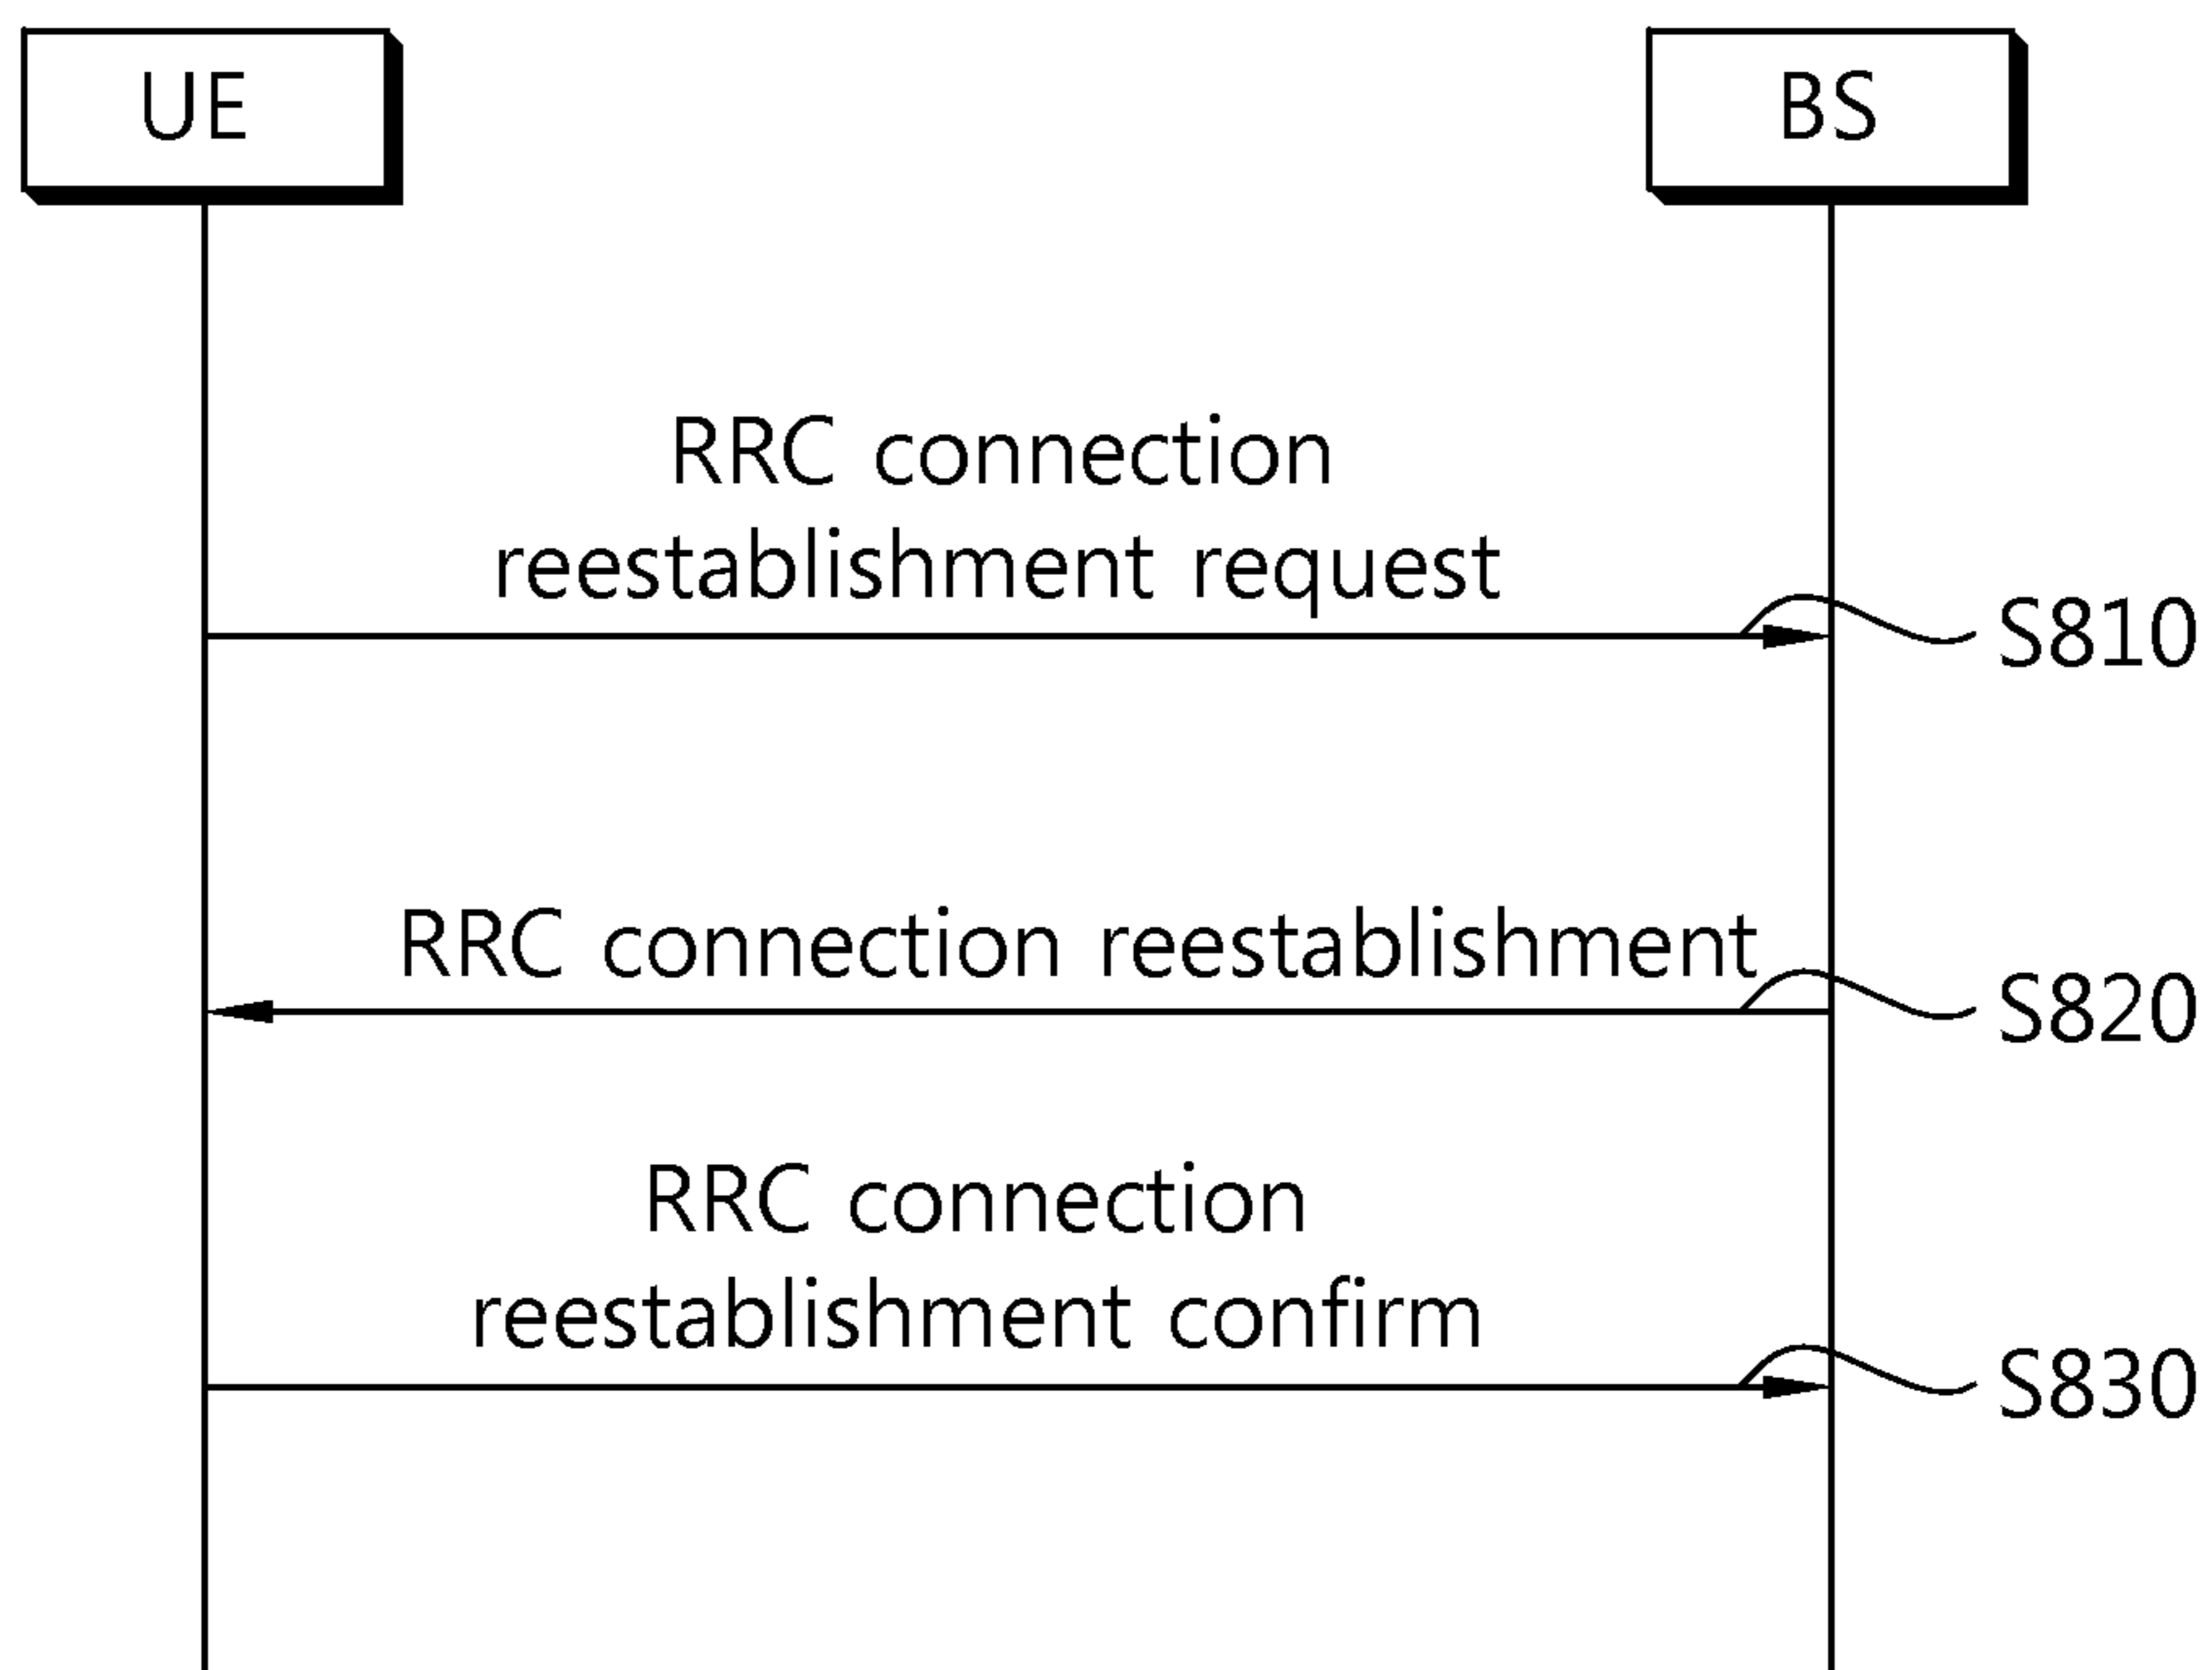 UE
BS
RRC connection
reestablishment request
S810
RRC connection reestablishment
S820
RRC connection
reestablishment confirm
S830